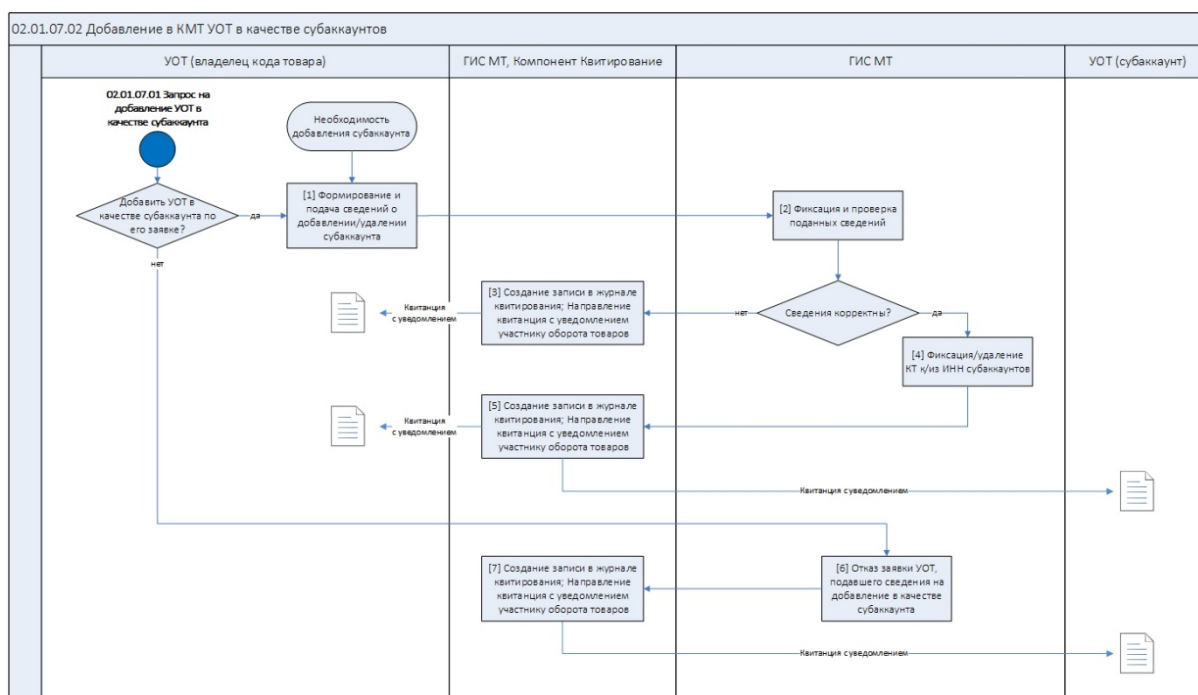 02.01.07.02 Добавление в КМТ УОТ в качестве субаккаунтов
УОТ (владелец кода товара)
ГИС МТ, Компонент Квитирование
ГИС МТ
УОТ (субаккаунт)
02.01.07.01 Запрос на
добавление УОТ в
качестве субаккаунта
Необходимость
добавления субаккаунта
Добавить УОТ в
качестве субаккаунта по
его заявке?
да
[1] Формирование и
подача сведений о
добавлении/удалении
субаккаунта
[2] Фиксация и проверка
поданных сведений
нет
[3] Создание записи в журнале
квитирования; Направление
квитанция с уведомлением
участнику оборота товаров
Квитанция
с уведомлением
нет
Сведения корректны?
да
[4] Фиксация/удаление
КТ к/из ИНН субаккаунтов
[5] Создание записи в журнале
квитирования; Направление
квитанция с уведомлением
участнику оборота товаров
Квитанция
с уведомлением
Квитанция с уведомлением
[7] Создание записи в журнале
квитирования; Направление
квитанция с уведомлением
участнику оборота товаров
[6] Отказ заявки УОТ,
подавшего сведения на
добавление в качестве
субаккаунта
Квитанция с уведомлением